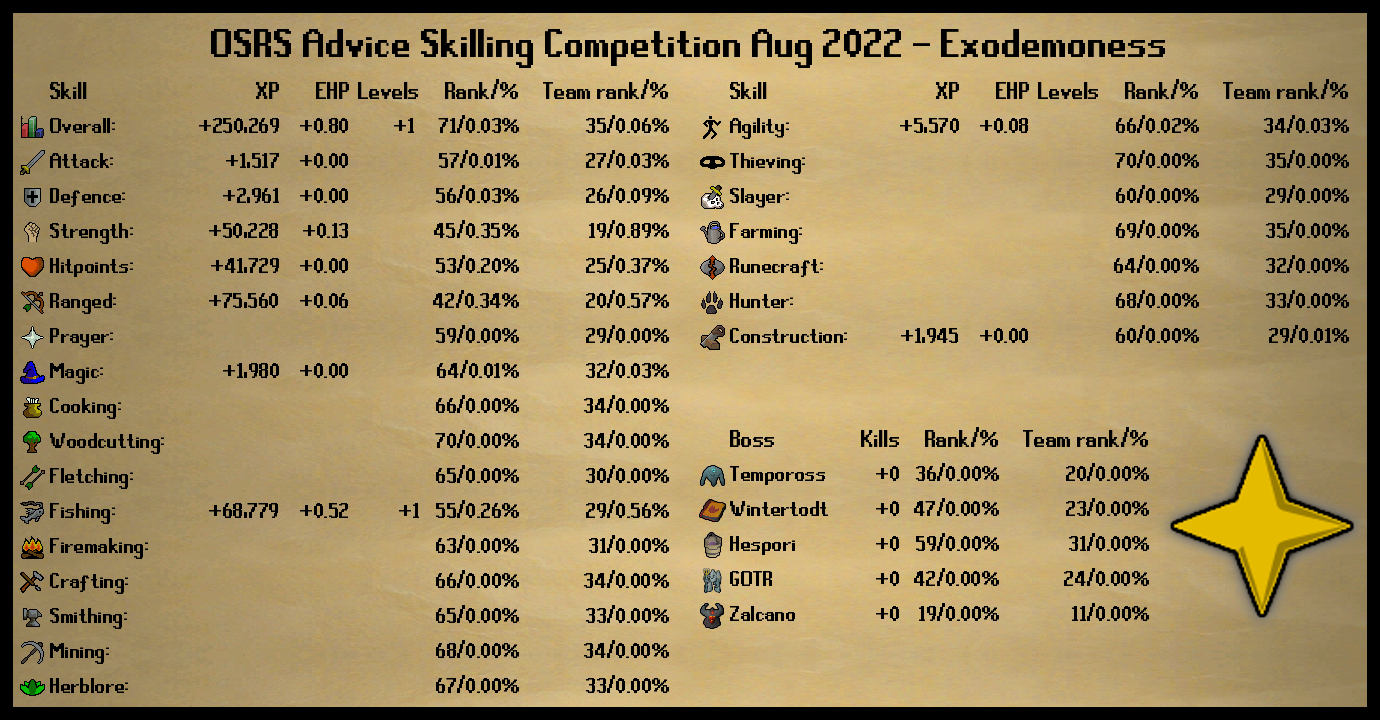 OSRS Advice Skilling Competition Aug 2022 - Exodemoness
Skill XP EHP Levels Rank/% Team rank/%
Overall: +250,269 +0.80 +1 71/0.03% 35/0.06%
Attack: +1,517 +0.00 57/0.01% 27/0.03%
Defence: +2,961 +0.00 56/0.03% 26/0.09%
Strength: +50,228 +0.13 45/0.35% 19/0.89%
Hitpoints: +41,729 +0.00 53/0.20% 25/0.37%
Ranged: +75,560 +0.06 42/0.34% 20/0.57%
Prayer: 59/0.00% 29/0.00%
Magic: +1,980 +0.00 64/0.01% 32/0.03%
Cooking: 66/0.00% 34/0.00%
Woodcutting: 70/0.00% 34/0.00%
Fletching: 65/0.00% 30/0.00%
Fishing: +68,779 +0.52 +1 55/0.26% 29/0.56%
Firemaking: 63/0.00% 31/0.00%
Crafting: 66/0.00% 34/0.00%
Smithing: 65/0.00% 33/0.00%
Mining: 68/0.00% 34/0.00%
Herblore: 67/0.00% 33/0.00%
Skill XP EHP Levels Rank/% Team rank/%
Agility: +5,570 +0.08 66/0.02% 34/0.03%
Thieving: 70/0.00% 35/0.00%
Slayer: 60/0.00% 29/0.00%
Farming: 69/0.00% 35/0.00%
Runecraft: 64/0.00% 32/0.00%
Hunter: 68/0.00% 33/0.00%
Construction: +1,945 +0.00 60/0.00% 29/0.01%
Boss Kills Rank/% Team rank/%
Tempoross +0 36/0.00% 20/0.00%
Wintertodt +0 47/0.00% 23/0.00%
Hespori +0 59/0.00% 31/0.00%
GOTR +0 42/0.00% 24/0.00%
Zalcano +0 19/0.00% 11/0.00%